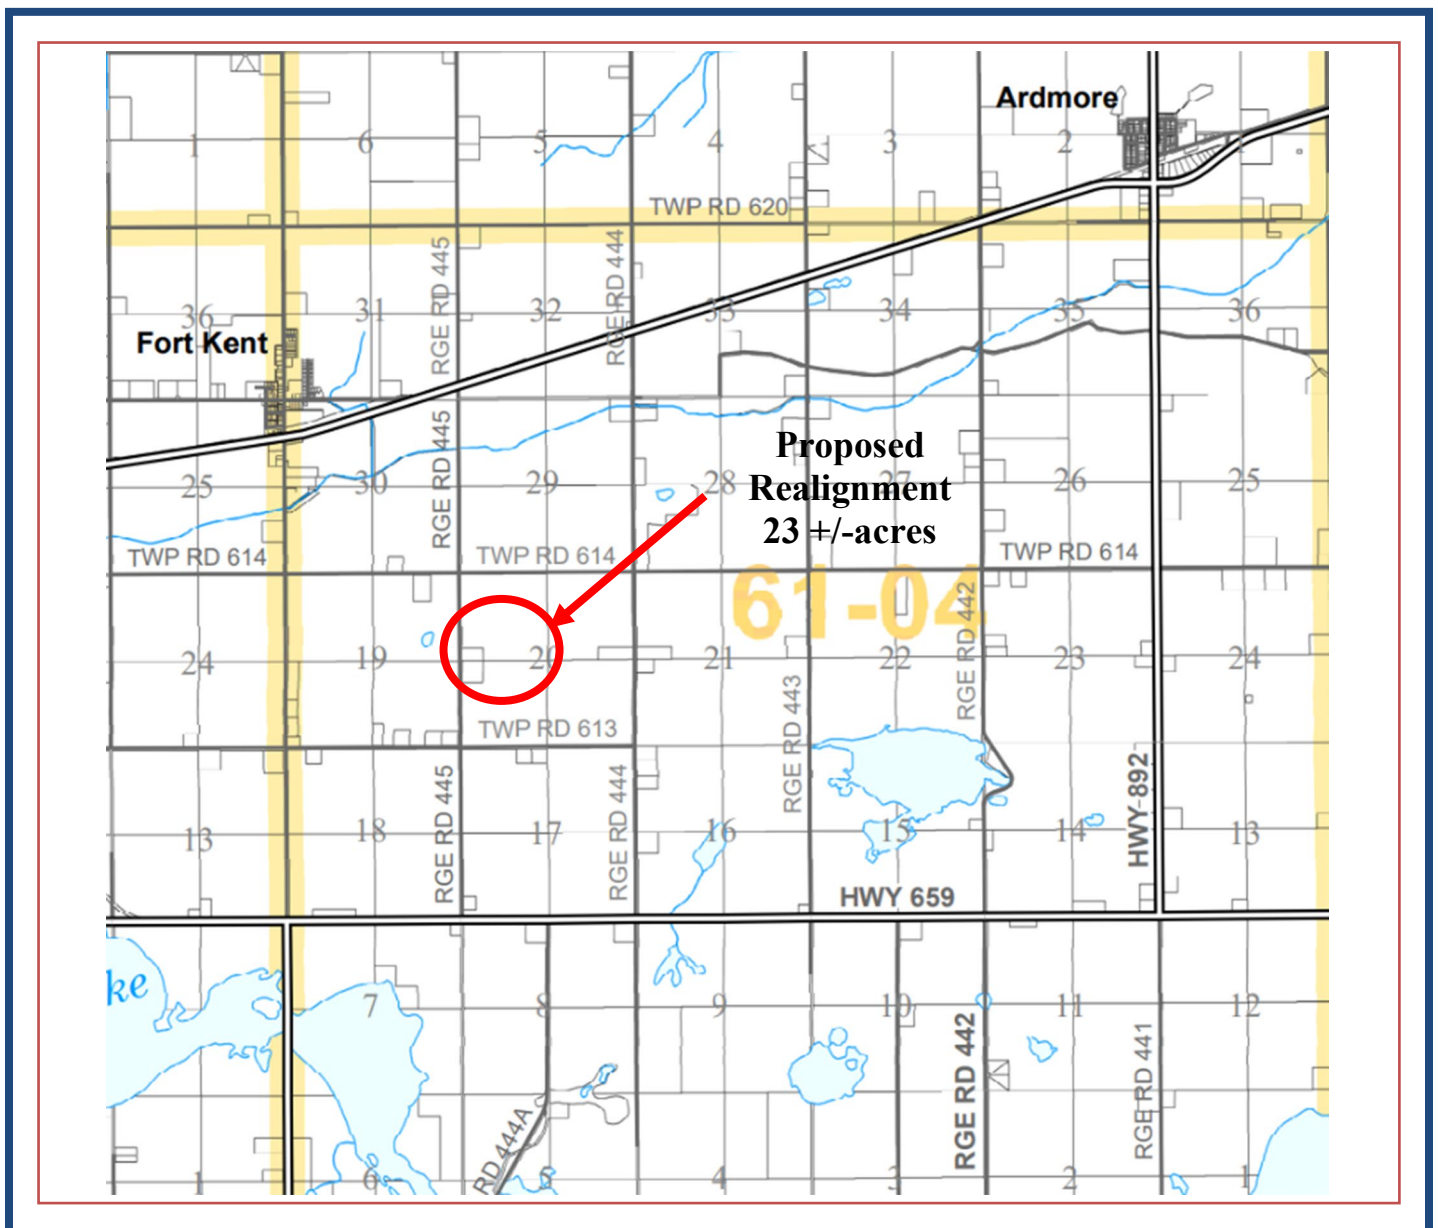 Ardmore
1
6
5
4
3
2
TWP RD 620
RGE RD 445
RGE RD 444
36
31
32
33
34
35
36
Fort Kent
RGE RD 445
Proposed
Realignment
23 +/-acres
25
30
29
28
27
26
25
TWP RD 614
TWP RD 614
TWP RD 614
61-04
RGE RD 442
24
19
20
21
22
23
24
RGE RD 443
TWP RD 613
RGE RD 445
RGE RD 444
HWY-892
13
18
17
16
15
14
13
HWY 659
ke
7
8
9
10
11
12
RGE RD 442
RGE RD 441
RD 444A
1
6
5
4
3
2
1